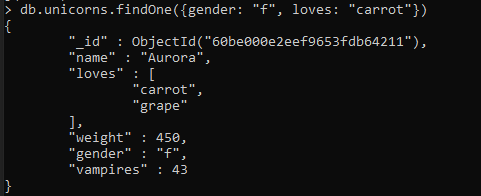 > db.unicorns.findOne({gender: "f", loves: "carrot"})
{
        "_id" : ObjectId("60be000e2eef9653fdb64211"),
        "name" : "Aurora",
        "loves" : [
                "carrot",
                "grape"
        ],
        "weight" : 450,
        "gender" : "f",
        "vampires" : 43
}